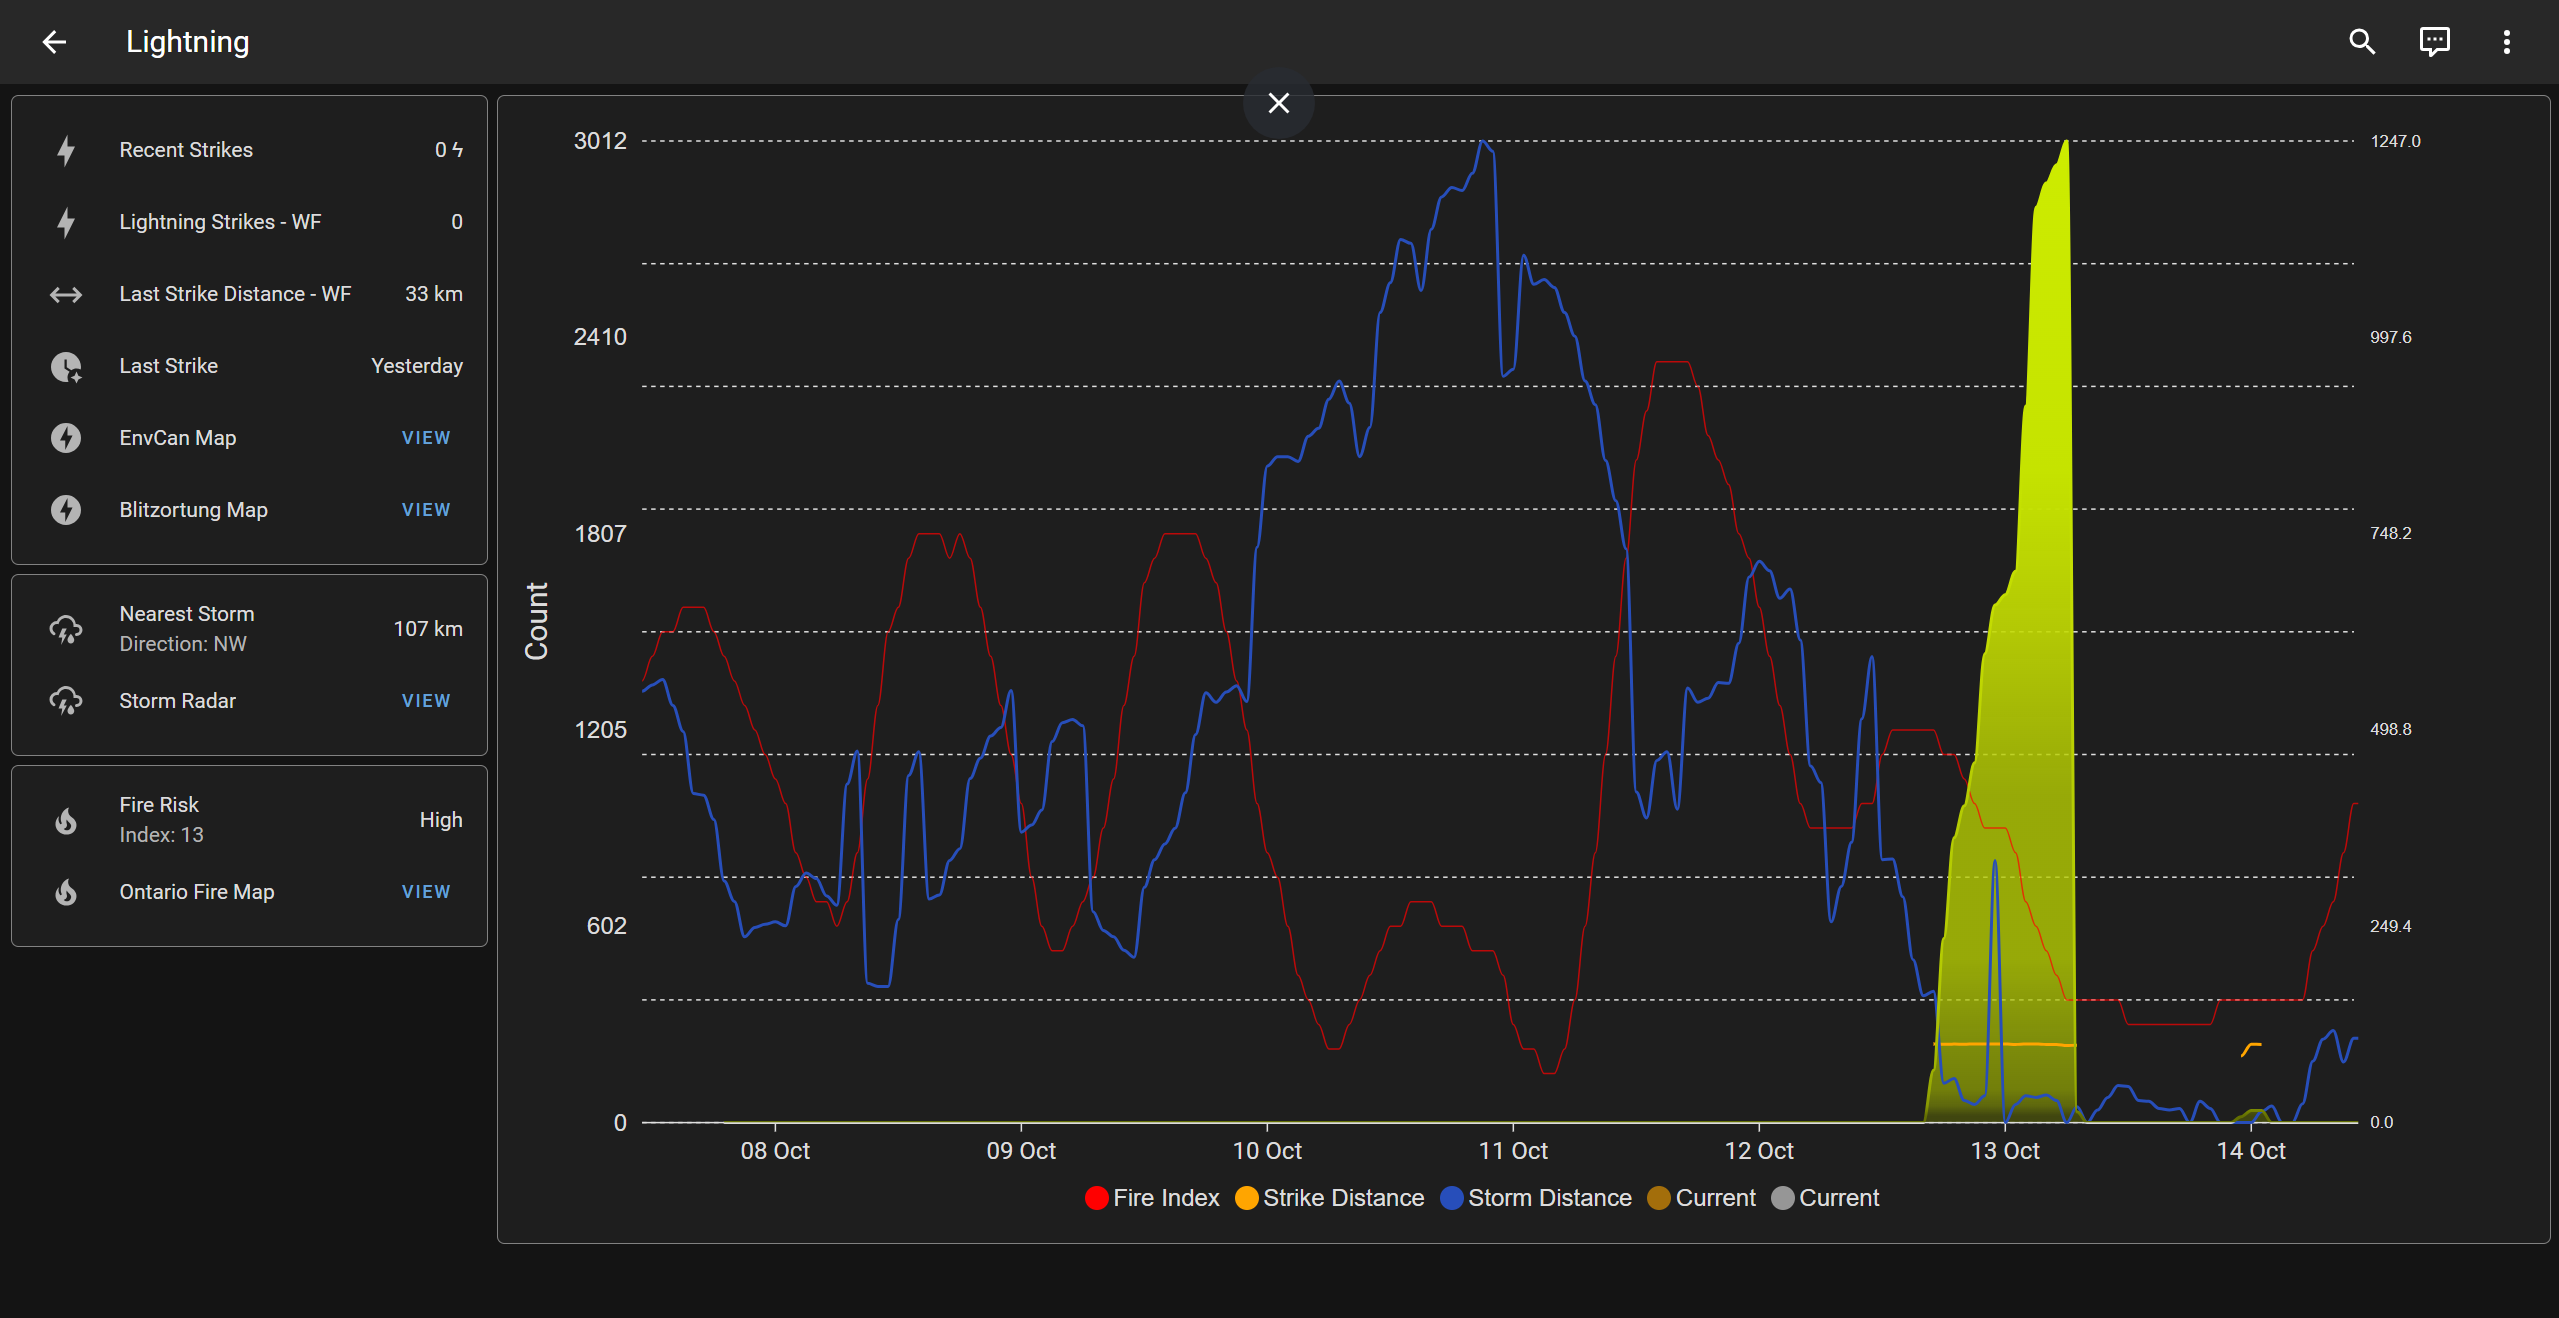 Lightning
Recent Strikes 0 ϟ
Lightning Strikes - WF 0
Last Strike Distance - WF 33 km
Last Strike Yesterday
EnvCan Map VIEW
Blitzortung Map VIEW
Nearest Storm 107 km
Direction: NW
Storm Radar VIEW
Fire Risk High
Index: 13
Ontario Fire Map VIEW
Count
3012 1247.0
2410 997.6
1807 748.2
1205 498.8
602 249.4
0 0.0
08 Oct 09 Oct 10 Oct 11 Oct 12 Oct 13 Oct 14 Oct
Fire Index Strike Distance Storm Distance Current Current